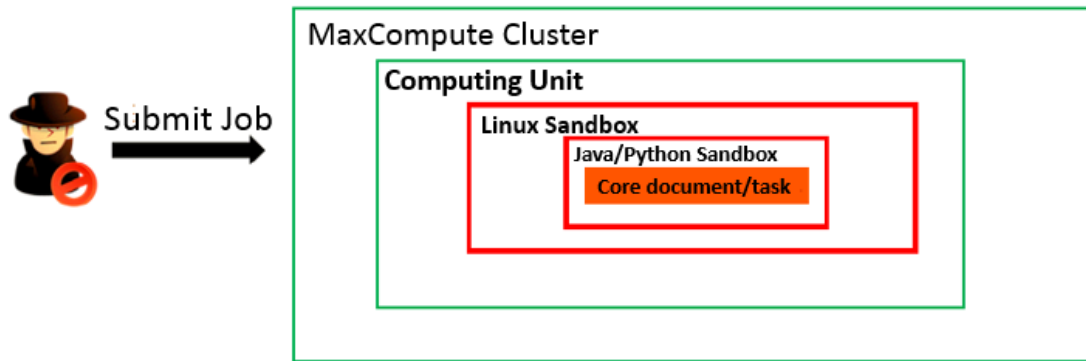 MaxCompute Cluster
Computing Unit
Submit Job
Linux Sandbox
Java/Python Sandbox
Core document/task